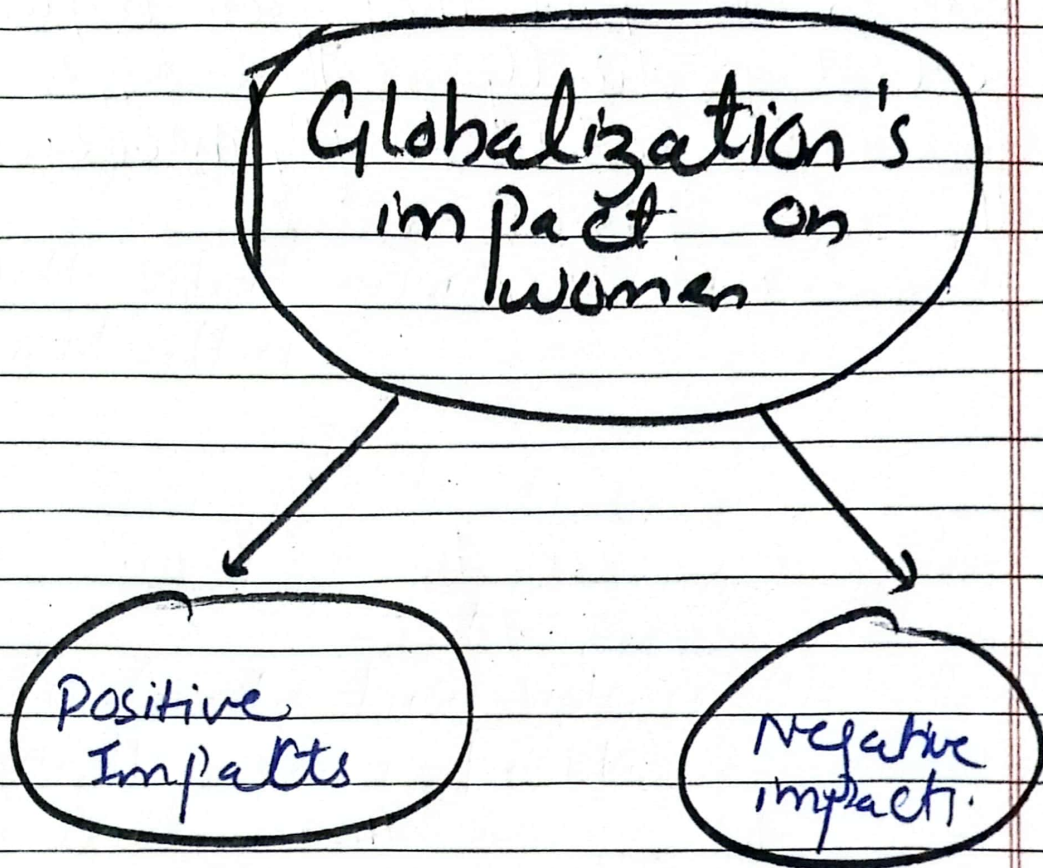 Globalization's
impact on
women
Positive
Impacts
Negative
impacts.